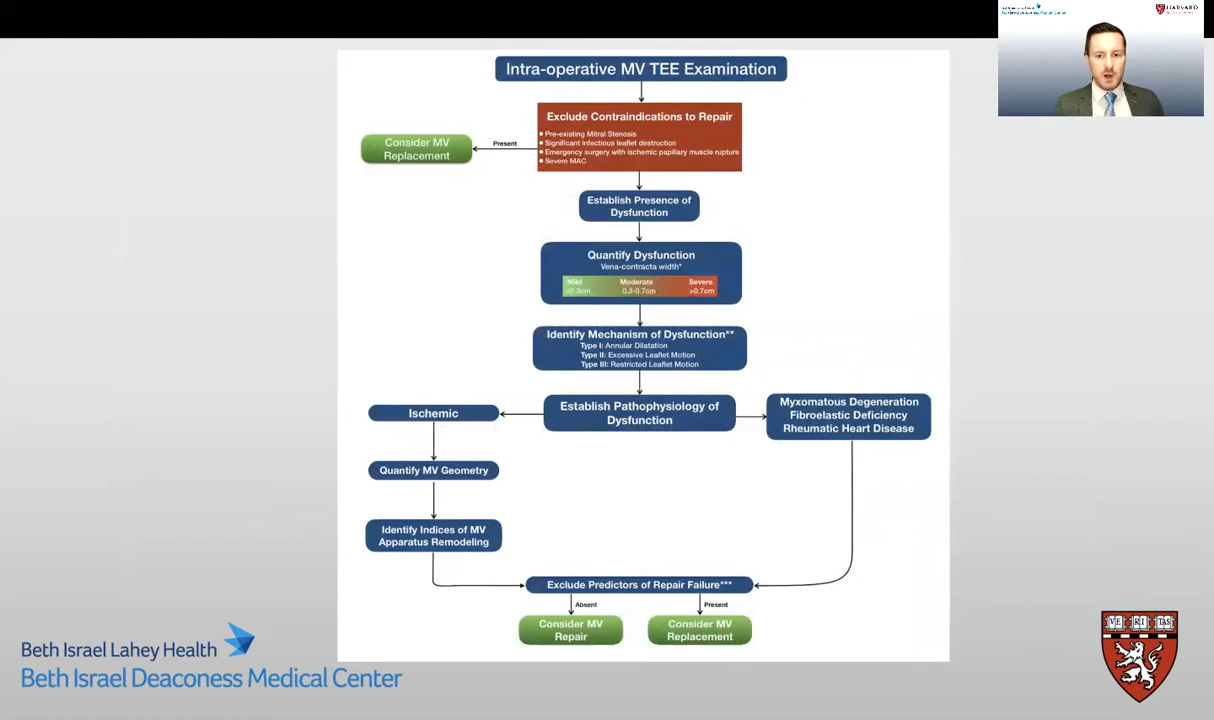 HARVARD
Intra-operative MV TEE Examination
Exclude Contraindications to Repair
Pre-existing Mitral Stenosis
Significant infectious leaflet destruction
Emergency surgery with ischemic papillary muscle rupture
Severe MAC
Present
Consider MV
Replacement
Establish Presence of
Dysfunction
Quantify Dysfunction
Vena-contracta width*
Mild Moderate Severe
<0.3cm 0.3-0.7cm >0.7cm
Identify Mechanism of Dysfunction**
Type I: Annular Dilatation
Type II: Excessive Leaflet Motion
Type III: Restricted Leaflet Motion
Establish Pathophysiology of
Dysfunction
Ischemic
Myxomatous Degeneration
Fibroelastic Deficiency
Rheumatic Heart Disease
Quantify MV Geometry
Identify Indices of MV
Apparatus Remodeling
Exclude Predictors of Repair Failure***
Absent
Present
Consider MV
Repair
Consider MV
Replacement
Beth Israel Lahey Health
Beth Israel Deaconess Medical Center
VE RI TAS